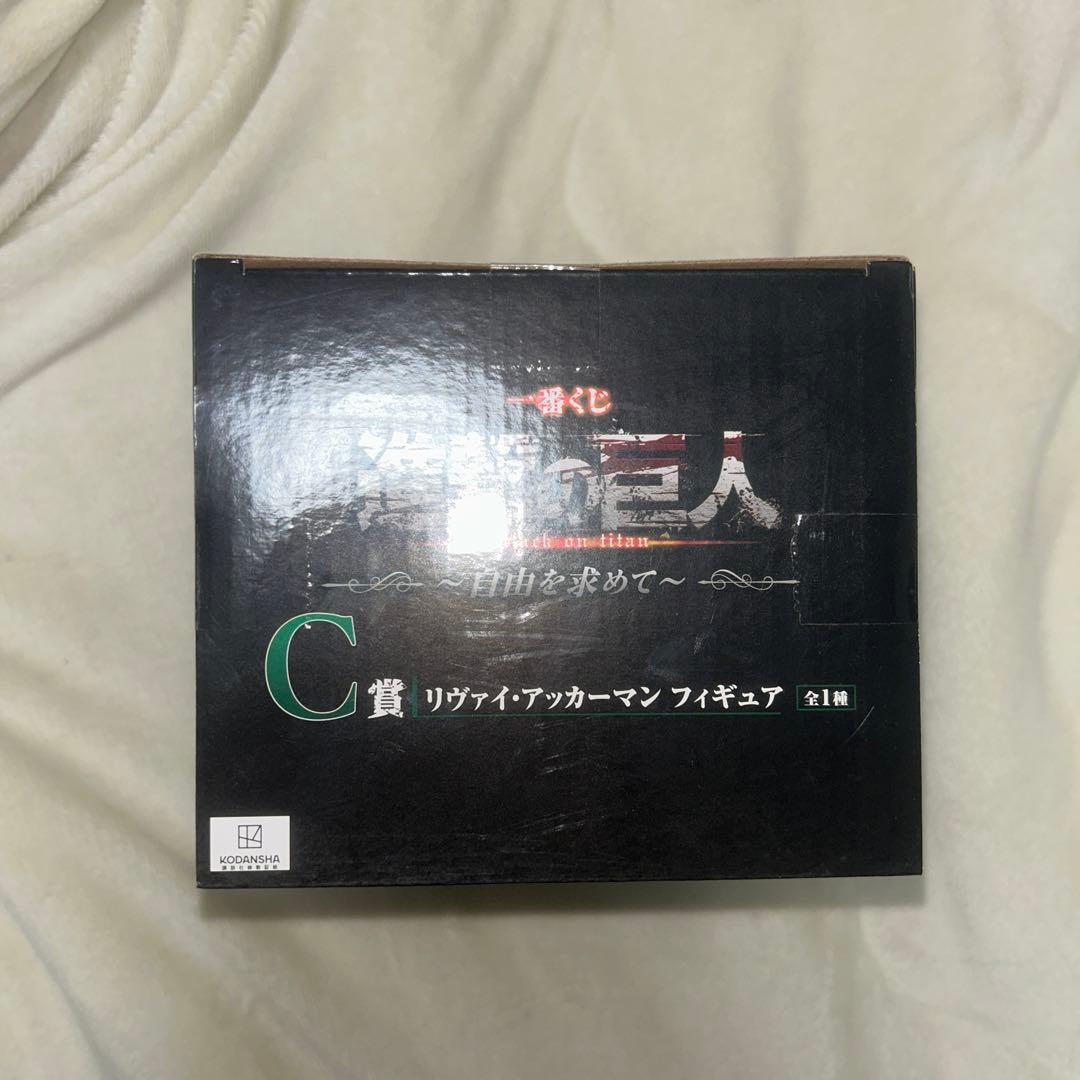 一番くじ
進撃の巨人
attack on titan
〜自由を求めて〜
C賞 リヴァイ・アッカーマン フィギュア 全1種
KODANSHA